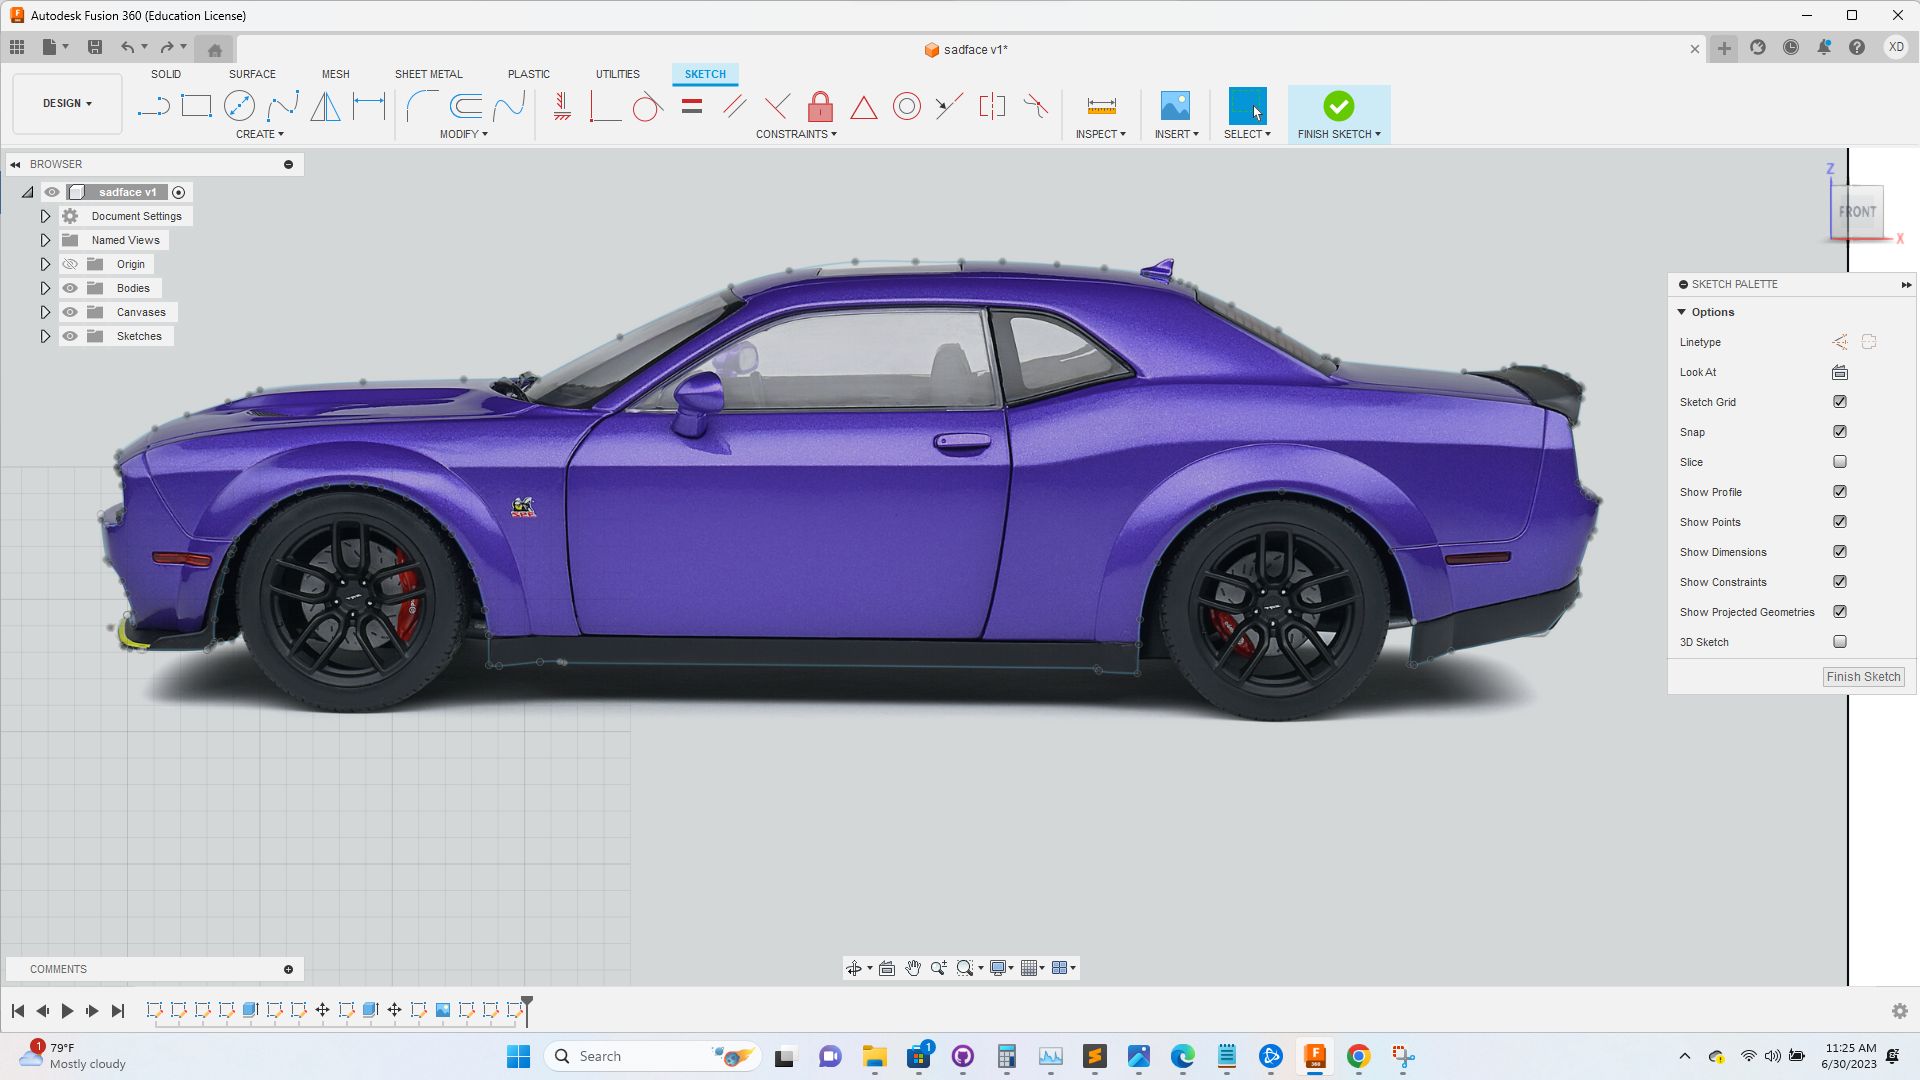 Autodesk Fusion 360 (Education License)
sadface v1*
XD
SOLID SURFACE MESH SHEET METAL PLASTIC UTILITIES SKETCH
DESIGN
CREATE MODIFY CONSTRAINTS INSPECT INSERT SELECT FINISH SKETCH
BROWSER
sadface v1
Document Settings
Named Views
Origin
Bodies
Canvases
Sketches
Z
FRONT
X
SKETCH PALETTE
Options
Linetype
Look At
Sketch Grid
Snap
Slice
Show Profile
Show Points
Show Dimensions
Show Constraints
Show Projected Geometries
3D Sketch
Finish Sketch
COMMENTS
1
79°F
Mostly cloudy
Search
1
11:25 AM
6/30/2023